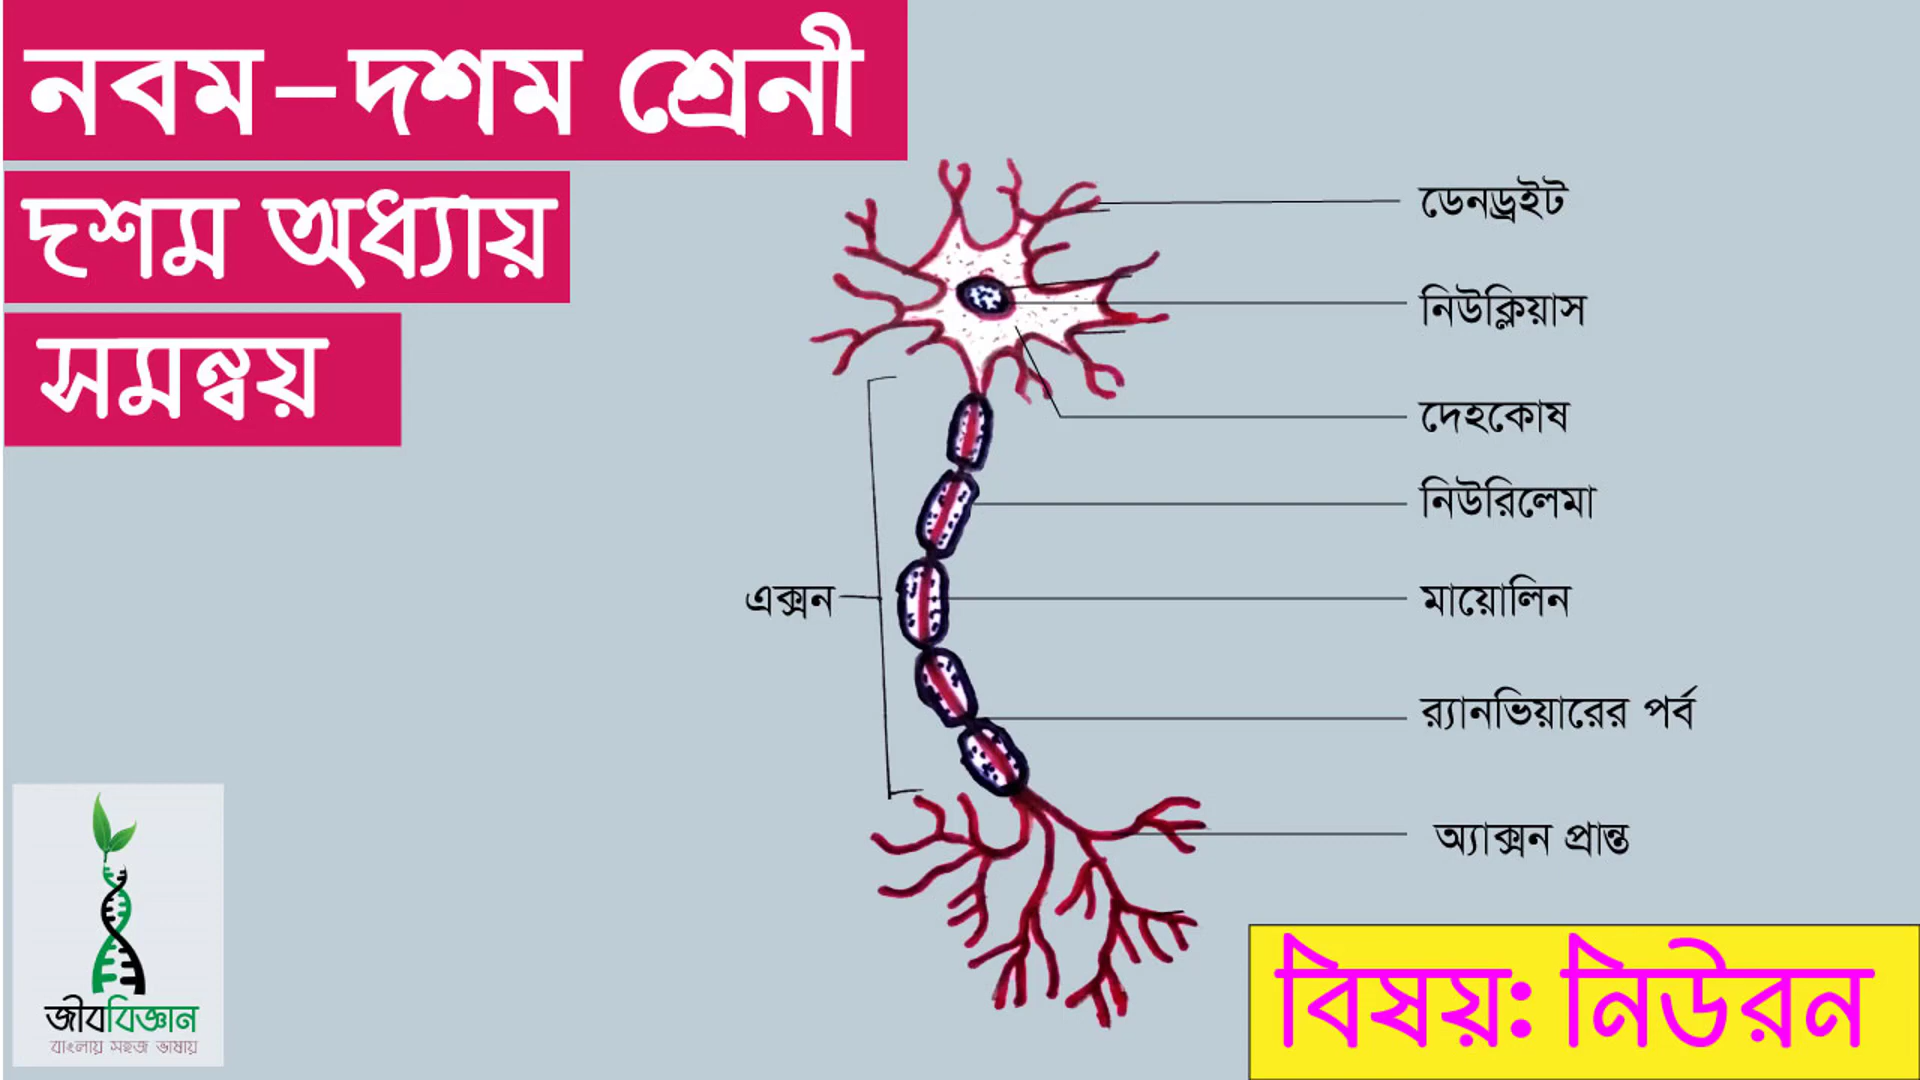 নবম-দশম শ্রেনী
দশম অধ্যায়
সমন্বয়
ডেনড্রইট
নিউক্লিয়াস
দেহকোষ
নিউরিলেমা
এক্সন
মায়োলিন
র‍্যানভিয়ারের পর্ব
অ্যাক্সন প্রান্ত
জীববিজ্ঞান
বাংলায় সহজ ভাষায়
বিষয়: নিউরন